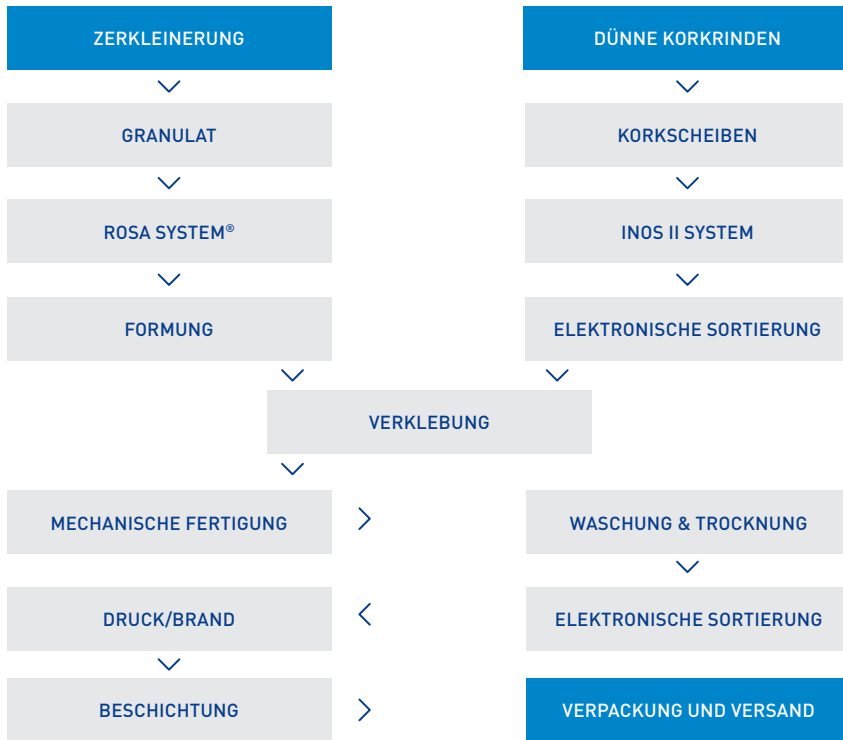 ZERKLEINERUNG
DÜNNE KORKRINDEN
GRANULAT
KORKSCHEIBEN
ROSA SYSTEM®
INOS II SYSTEM
FORMUNG
ELEKTRONISCHE SORTIERUNG
VERKLEBUNG
MECHANISCHE FERTIGUNG
WASCHUNG & TROCKNUNG
DRUCK/BRAND
ELEKTRONISCHE SORTIERUNG
BESCHICHTUNG
VERPACKUNG UND VERSAND